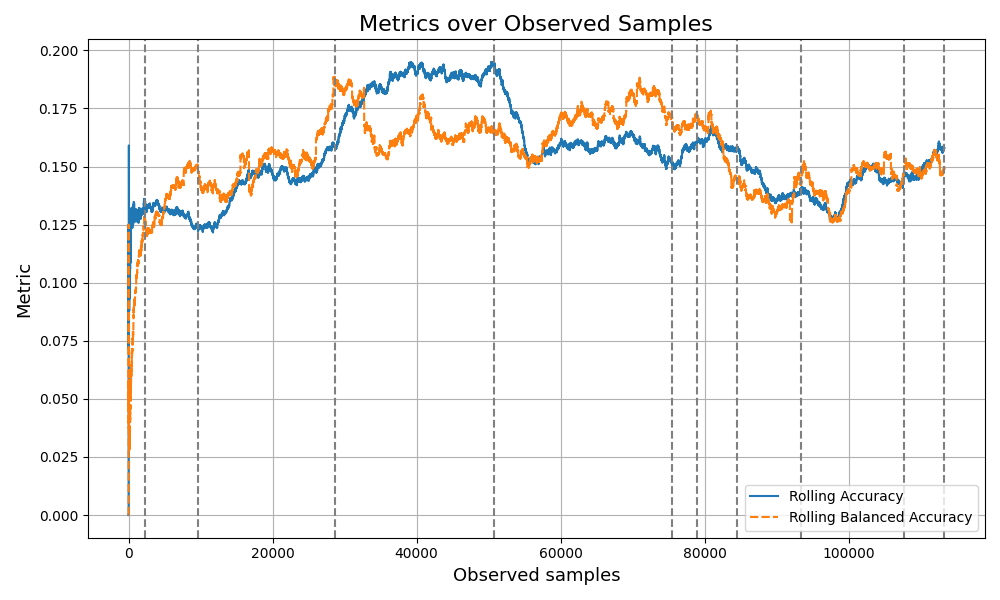 Metrics over Observed Samples
0.200
0.175
0.150
0.125
0.100
0.075
0.050
0.025
0.000
Metric
0 20000 40000 60000 80000 100000
Observed samples
Rolling Accuracy
Rolling Balanced Accuracy